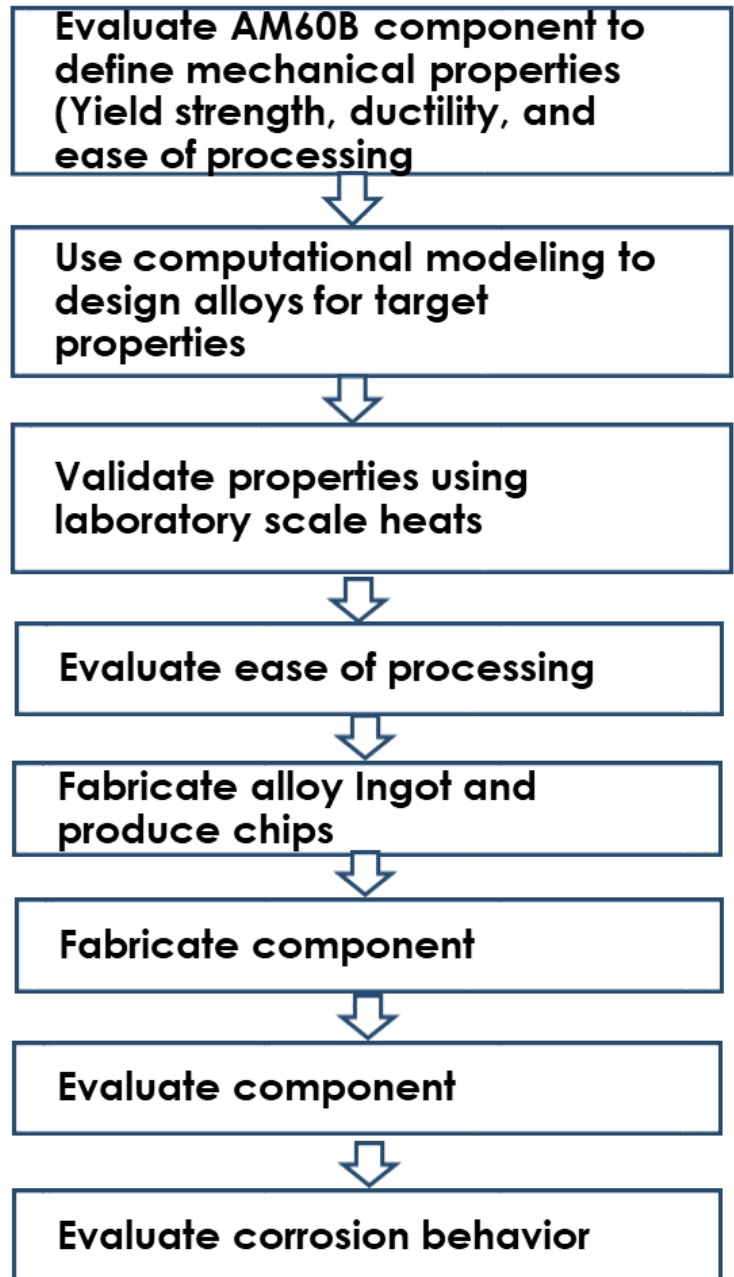 Evaluate AM60B component to
define mechanical properties
(Yield strength, ductility, and
ease of processing
Use computational modeling to
design alloys for target
properties
Validate properties using
laboratory scale heats
Evaluate ease of processing
Fabricate alloy Ingot and
produce chips
Fabricate component
Evaluate component
Evaluate corrosion behavior